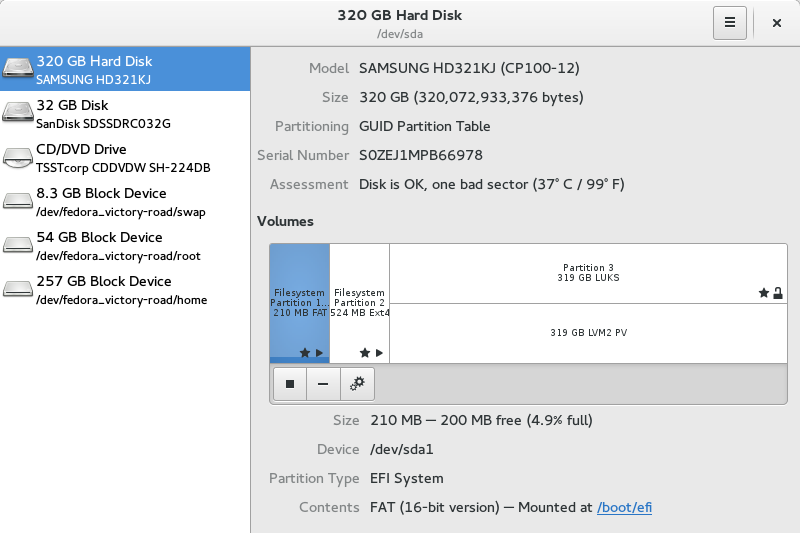 320 GB Hard Disk
/dev/sda
320 GB Hard Disk
SAMSUNG HD321KJ
32 GB Disk
SanDisk SDSSDRC032G
CD/DVD Drive
TSSTcorp CDDVDW SH-224DB
8.3 GB Block Device
/dev/fedora_victory-road/swap
54 GB Block Device
/dev/fedora_victory-road/root
257 GB Block Device
/dev/fedora_victory-road/home
Model SAMSUNG HD321KJ (CP100-12)
Size 320 GB (320,072,933,376 bytes)
Partitioning GUID Partition Table
Serial Number S0ZEJ1MPB66978
Assessment Disk is OK, one bad sector (37° C / 99° F)
Volumes
Filesystem
Partition 1…
210 MB FAT
Filesystem
Partition 2
524 MB Ext4
Partition 3
319 GB LUKS
319 GB LVM2 PV
Size 210 MB — 200 MB free (4.9% full)
Device /dev/sda1
Partition Type EFI System
Contents FAT (16-bit version) — Mounted at /boot/efi